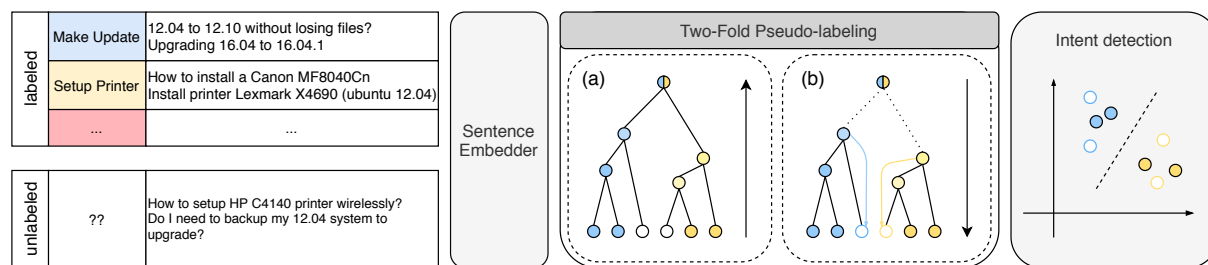 labeled
Make Update
12.04 to 12.10 without losing files?
Upgrading 16.04 to 16.04.1
Setup Printer
How to install a Canon MF8040Cn
Install printer Lexmark X4690 (ubuntu 12.04)
...
...
unlabeled
??
How to setup HP C4140 printer wirelessly?
Do I need to backup my 12.04 system to
upgrade?
Sentence
Embedder
Two-Fold Pseudo-labeling
(a)
(b)
Intent detection